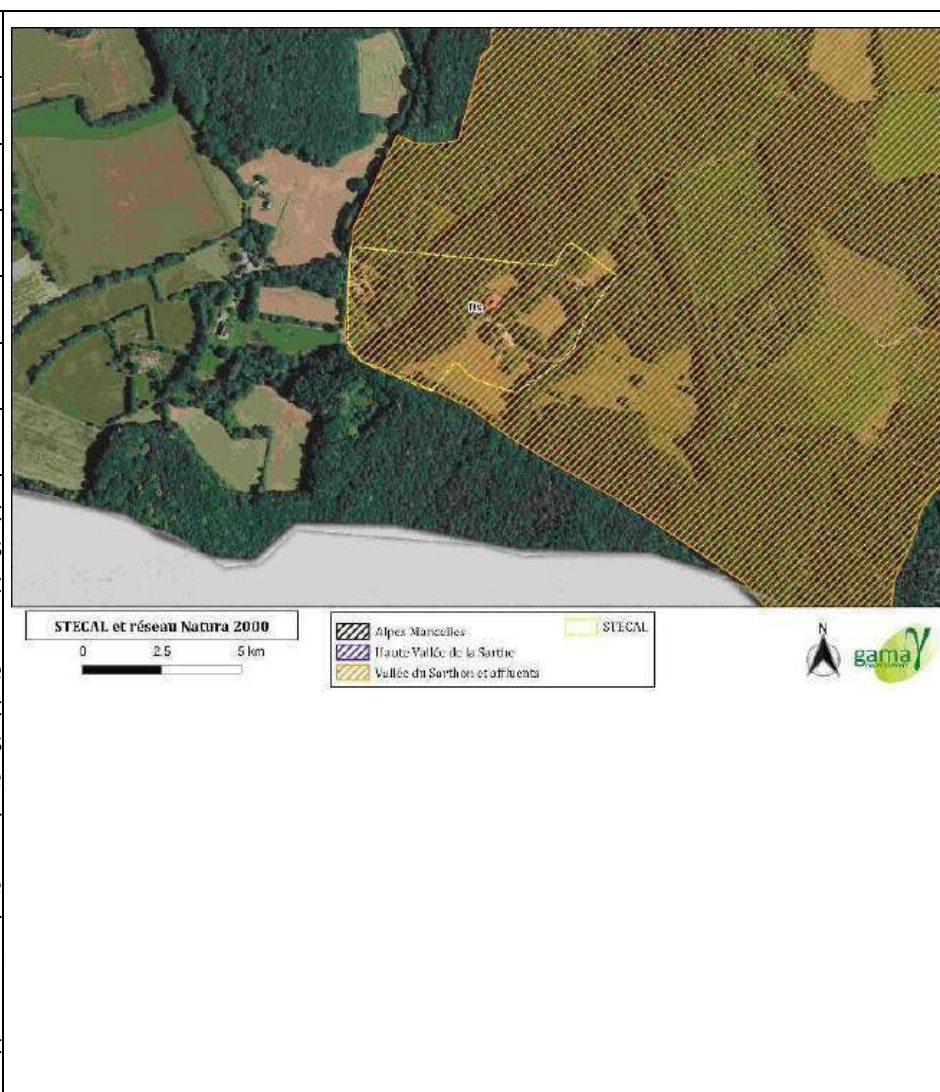 STECAL et réseau Natura 2000
0 2.5 5 km
Alpes Mancelles
Haute Vallée de la Sarthe
Vallée du Sarthon et affluents
STECAL
N
gama